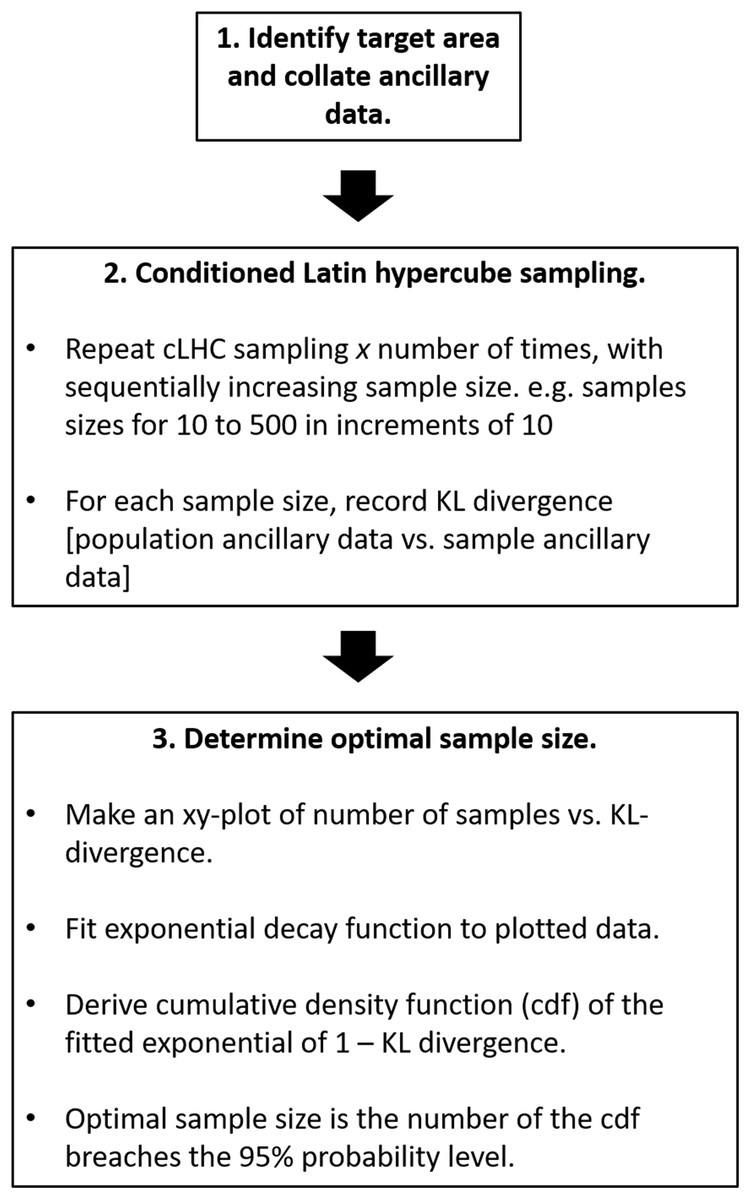 1. Identify target area
and collate ancillary
data.
2. Conditioned Latin hypercube sampling.
• Repeat cLHC sampling x number of times, with
sequentially increasing sample size. e.g. samples
sizes for 10 to 500 in increments of 10
• For each sample size, record KL divergence
[population ancillary data vs. sample ancillary
data]
3. Determine optimal sample size.
• Make an xy-plot of number of samples vs. KL-
divergence.
• Fit exponential decay function to plotted data.
• Derive cumulative density function (cdf) of the
fitted exponential of 1 – KL divergence.
• Optimal sample size is the number of the cdf
breaches the 95% probability level.